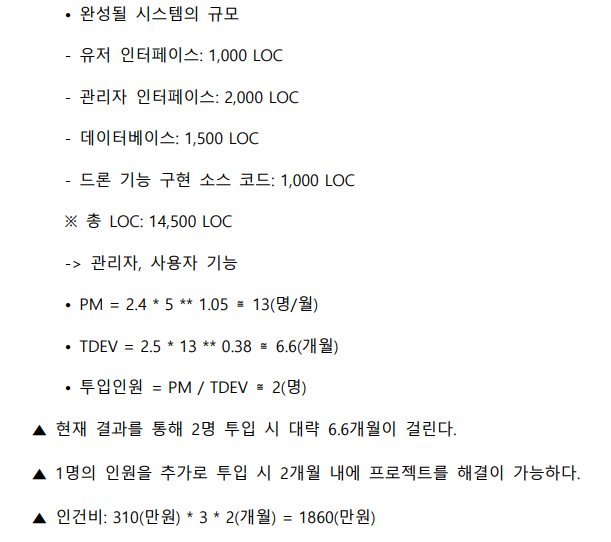 • 완성될 시스템의 규모
- 유저 인터페이스: 1,000 LOC
- 관리자 인터페이스: 2,000 LOC
- 데이터베이스: 1,500 LOC
- 드론 기능 구현 소스 코드: 1,000 LOC
※ 총 LOC: 14,500 LOC
-> 관리자, 사용자 기능
• PM = 2.4 * 5 ** 1.05 ≅ 13(명/월)
• TDEV = 2.5 * 13 ** 0.38 ≅ 6.6(개월)
• 투입인원 = PM / TDEV ≅ 2(명)
▲ 현재 결과를 통해 2명 투입 시 대략 6.6개월이 걸린다.
▲ 1명의 인원을 추가로 투입 시 2개월 내에 프로젝트를 해결이 가능하다.
▲ 인건비: 310(만원) * 3 * 2(개월) = 1860(만원)